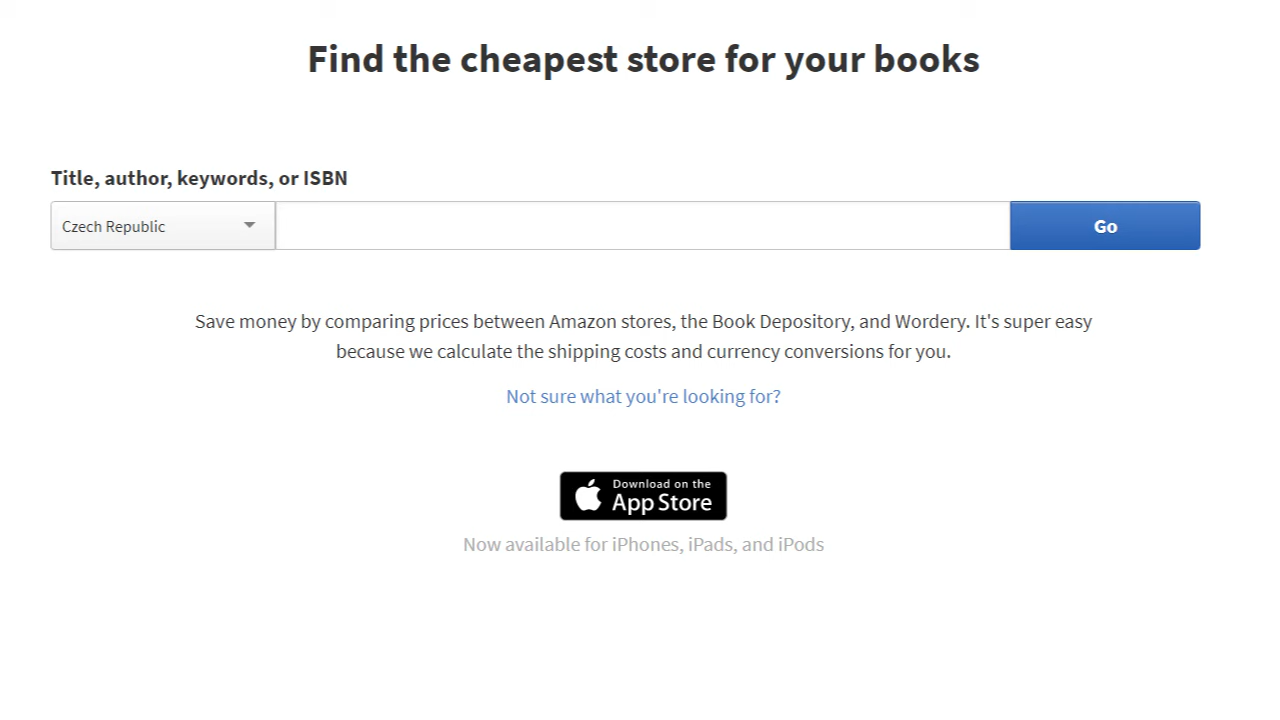 Find the cheapest store for your books
Title, author, keywords, or ISBN
Czech Republic
Go
Save money by comparing prices between Amazon stores, the Book Depository, and Wordery. It's super easy
because we calculate the shipping costs and currency conversions for you.
Not sure what you're looking for?
Download on the
App Store
Now available for iPhones, iPads, and iPods